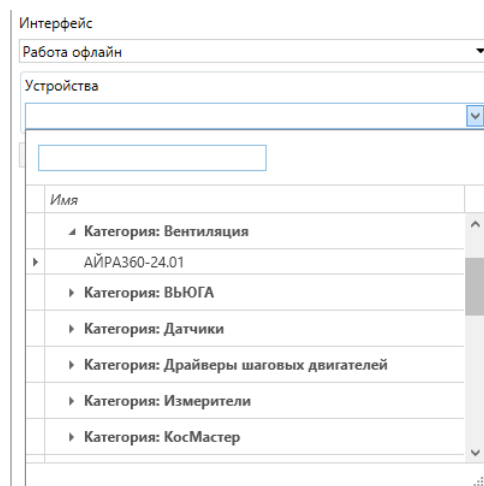 Интерфейс
Работа офлайн
Устройства
Имя
Категория: Вентиляция
АЙРА360-24.01
Категория: ВЬЮГА
Категория: Датчики
Категория: Драйверы шаговых двигателей
Категория: Измерители
Категория: КосМастер